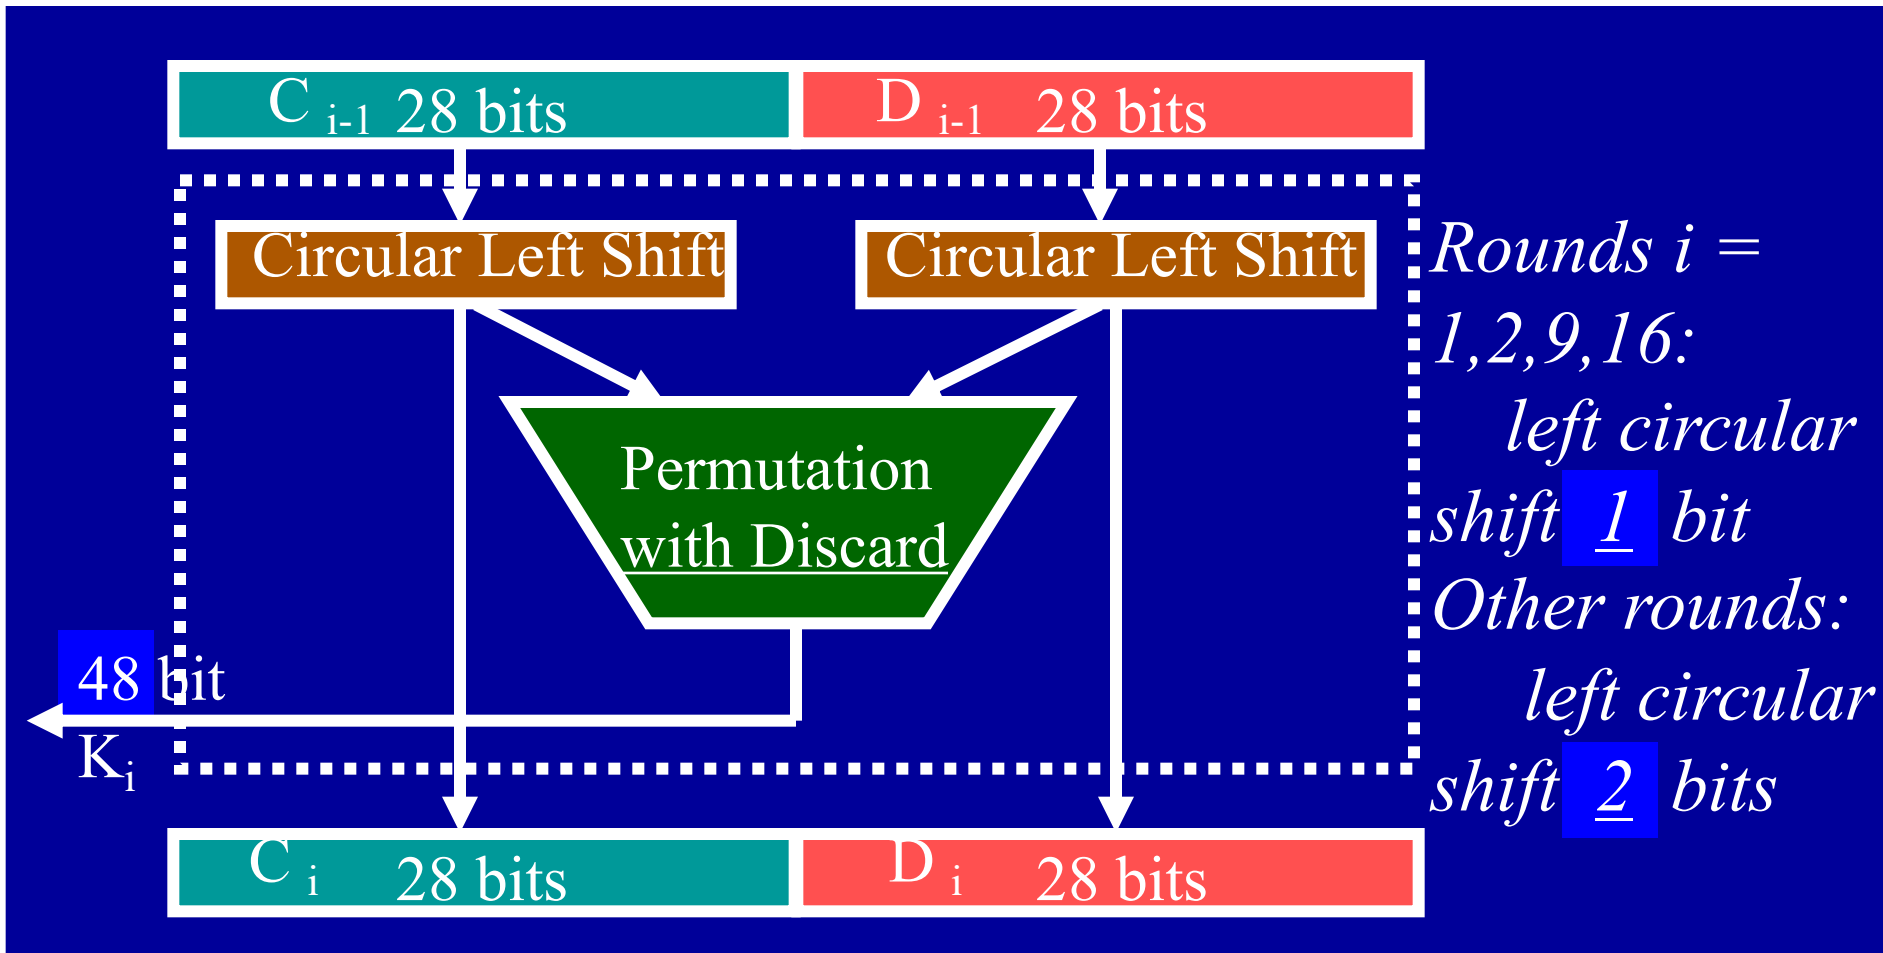 C i-1 28 bits D i-1 28 bits
Circular Left Shift Circular Left Shift
Permutation
with Discard
48 bit
Ki
C i 28 bits D i 28 bits
Rounds i =
1,2,9,16:
left circular
shift 1 bit
Other rounds:
left circular
shift 2 bits